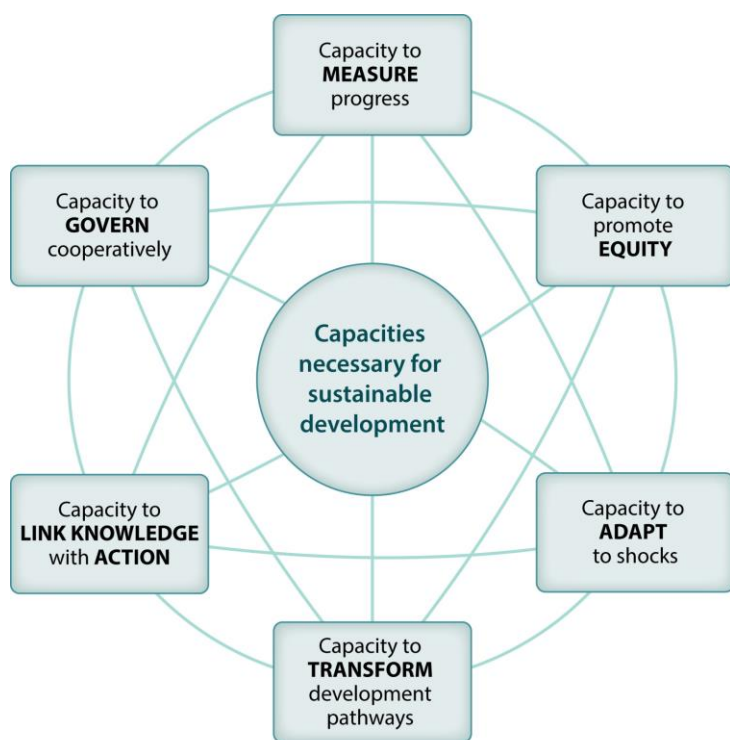 Capacity to
MEASURE
progress
Capacity to
GOVERN
cooperatively
Capacity to
promote
EQUITY
Capacities
necessary for
sustainable
development
Capacity to
LINK KNOWLEDGE
with ACTION
Capacity to
ADAPT
to shocks
Capacity to
TRANSFORM
development
pathways